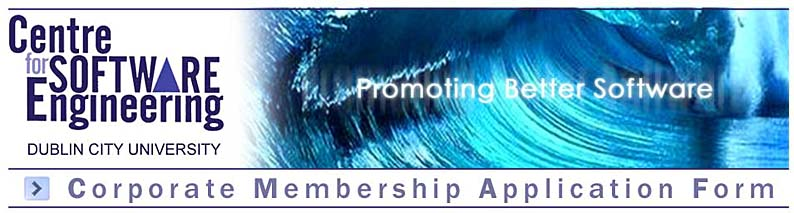 Centre
for SOFTWARE
Engineering
DUBLIN CITY UNIVERSITY
Promoting Better Software
Corporate Membership Application Form